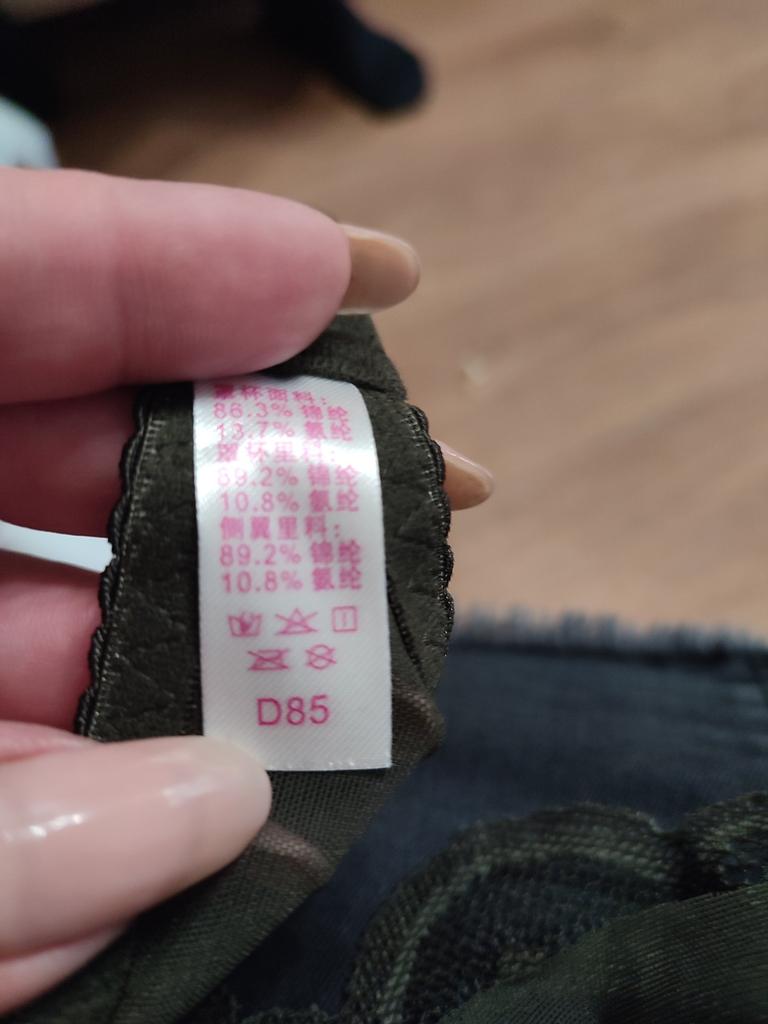 罩杯面料:
86.3% 锦纶
13.7% 氨纶
罩杯里料:
89.2% 锦纶
10.8% 氨纶
侧翼里料:
89.2% 锦纶
10.8% 氨纶
D85